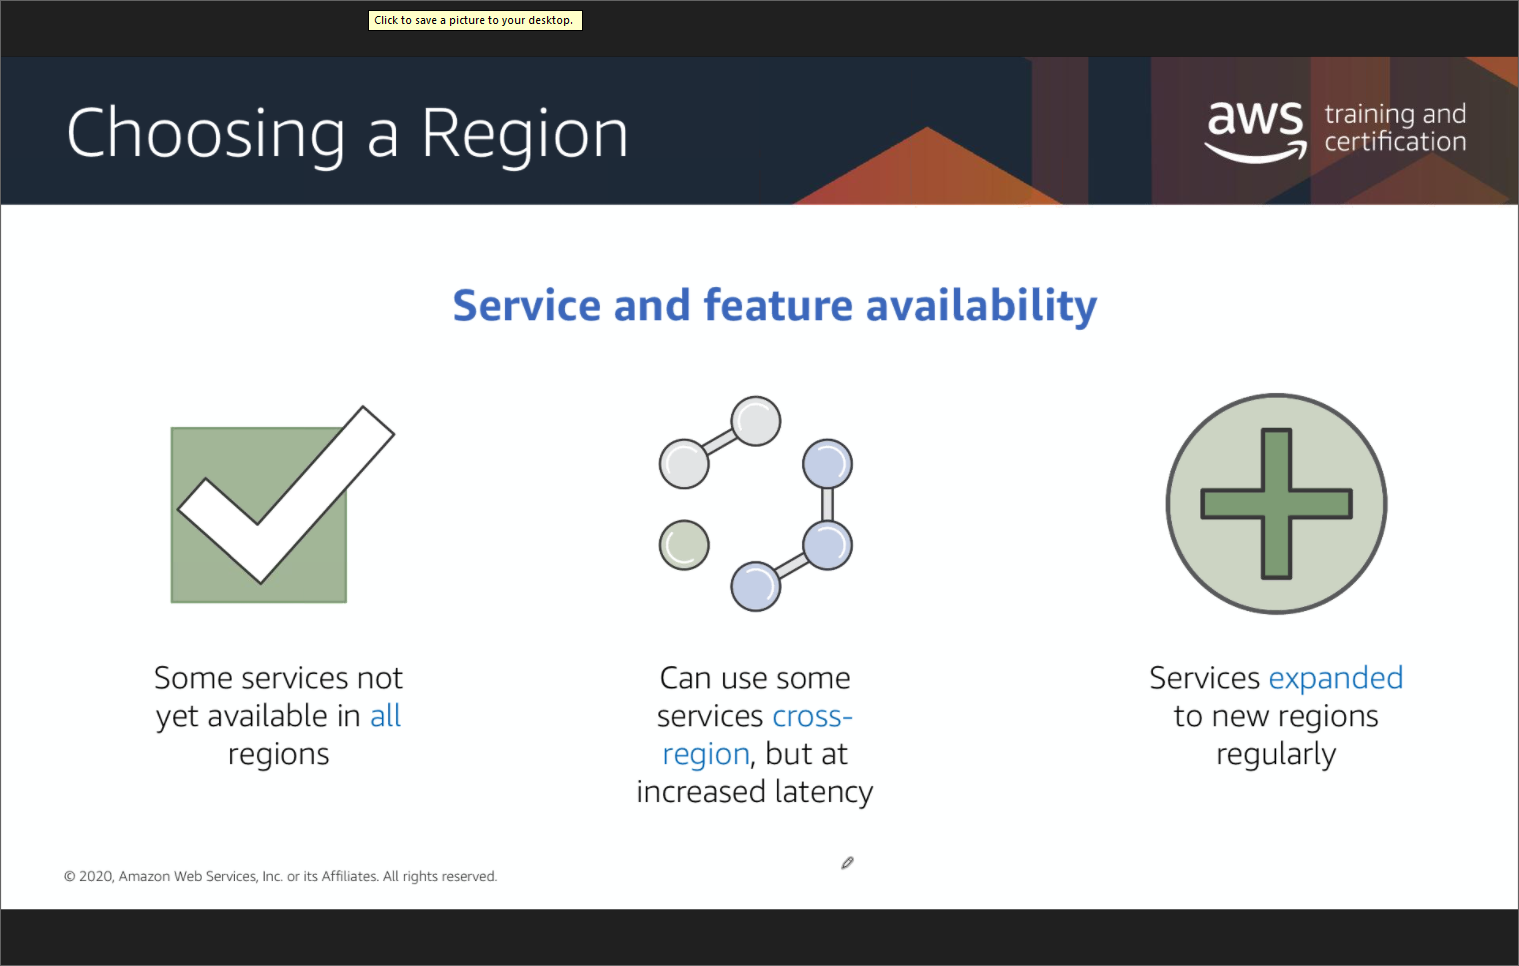 Click to save a picture to your desktop.
Choosing a Region
aws
training and
certification
Service and feature availability
Some services not
yet available in all
regions
Can use some
services cross-
region, but at
increased latency
Services expanded
to new regions
regularly
© 2020, Amazon Web Services, Inc. or its Affiliates. All rights reserved.